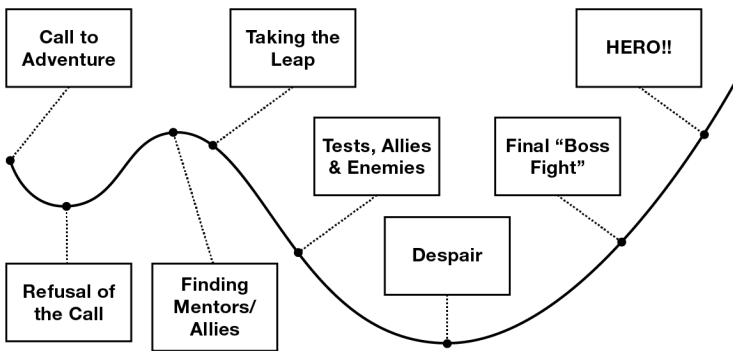 Call to
Adventure
Taking the
Leap
HERO!!
Tests, Allies
& Enemies
Final “Boss
Fight”
Despair
Refusal of
the Call
Finding
Mentors/
Allies